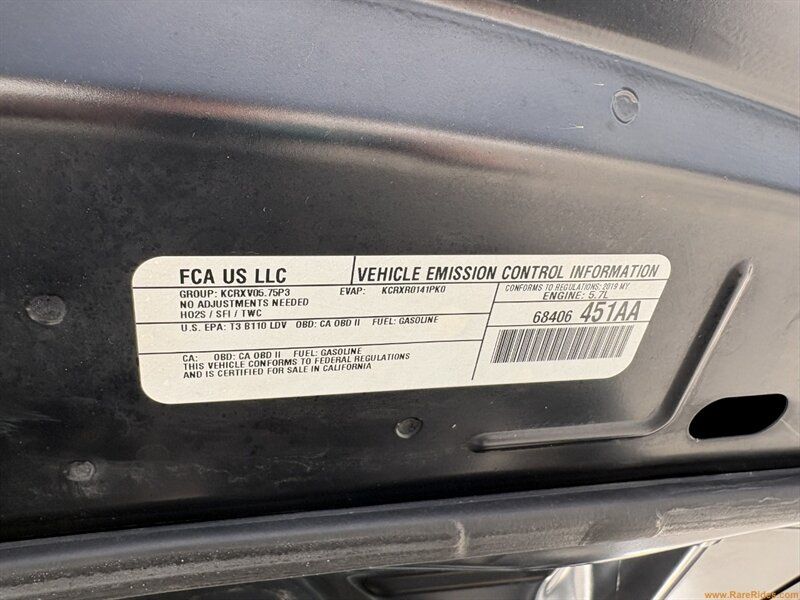 FCA US LLC
VEHICLE EMISSION CONTROL INFORMATION
GROUP: KCRXV05.75P3 EVAP: KCRXR0141PK0
NO ADJUSTMENTS NEEDED
HO2S / SFI / TWC
CONFORMS TO REGULATIONS: 2019 MY
ENGINE: 5.7L
68406 451AA
U.S. EPA: T3 B110 LDV OBD: CA OBD II FUEL: GASOLINE
CA: OBD: CA OBD II FUEL: GASOLINE
THIS VEHICLE CONFORMS TO FEDERAL REGULATIONS
AND IS CERTIFIED FOR SALE IN CALIFORNIA
www.RareRides.com